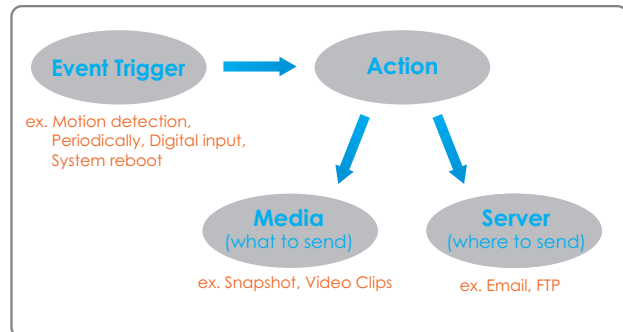 Event Trigger
Action
ex. Motion detection,
Periodically, Digital input,
System reboot
Media
(what to send)
Server
(where to send)
ex. Snapshot, Video Clips
ex. Email, FTP